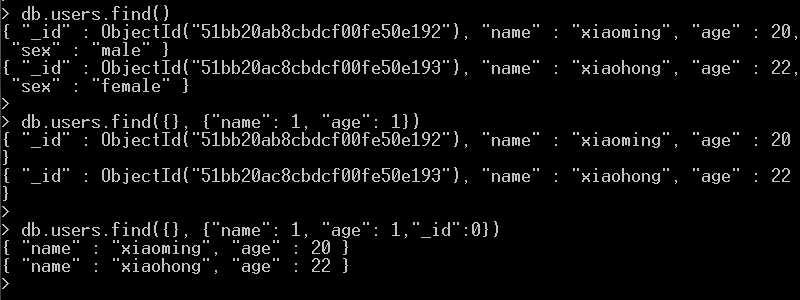 > db.users.find()
{ "_id" : ObjectId("51bb20ab8cbdcf00fe50e192"), "name" : "xiaoming", "age" : 20,
 "sex" : "male" }
{ "_id" : ObjectId("51bb20ac8cbdcf00fe50e193"), "name" : "xiaohong", "age" : 22,
"sex" : "female" }
>
> db.users.find({}, {"name": 1, "age": 1})
{ "_id" : ObjectId("51bb20ab8cbdcf00fe50e192"), "name" : "xiaoming", "age" : 20
}
{ "_id" : ObjectId("51bb20ac8cbdcf00fe50e193"), "name" : "xiaohong", "age" : 22
}
>
> db.users.find({}, {"name": 1, "age": 1,"_id":0})
{ "name" : "xiaoming", "age" : 20 }
{ "name" : "xiaohong", "age" : 22 }
>